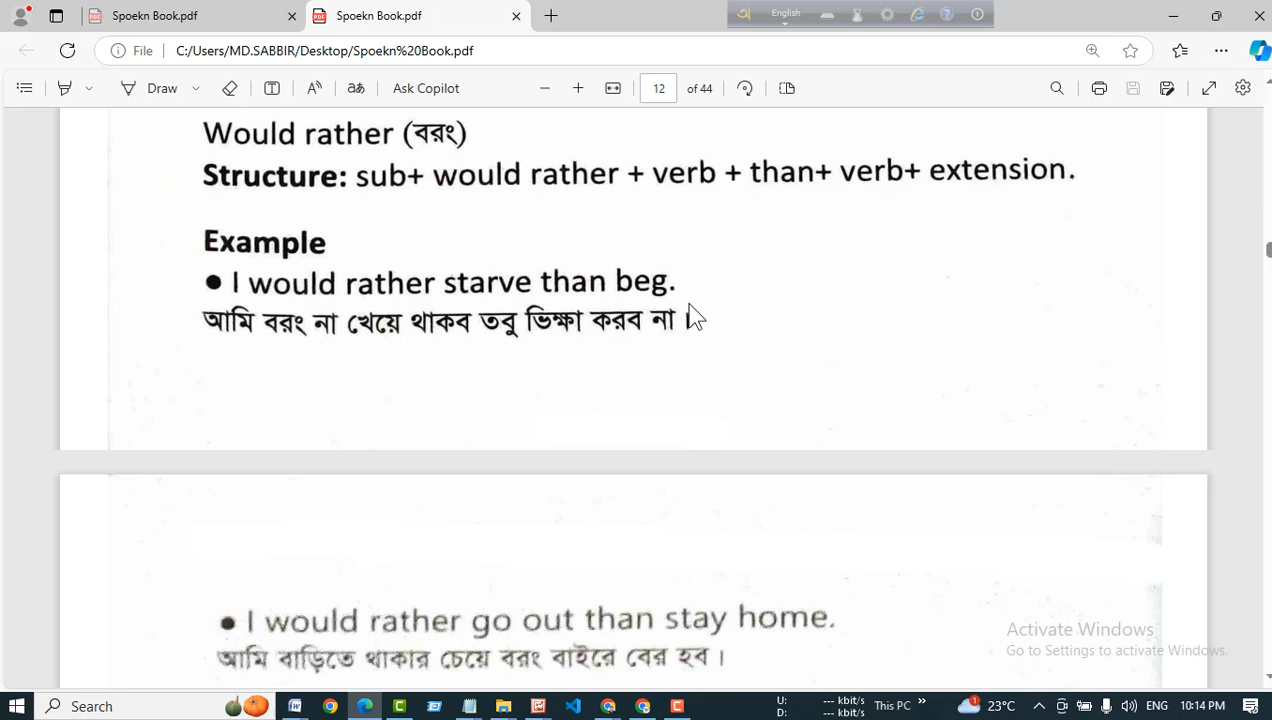 Spoekn Book.pdf
Spoekn Book.pdf
English
File C:/Users/MD.SABBIR/Desktop/Spoekn%20Book.pdf
Draw
Ask Copilot
12 of 44
Would rather (বরং)
Structure: sub+ would rather + verb + than+ verb+ extension.
Example
● I would rather starve than beg.
আমি বরং না খেয়ে থাকব তবু ভিক্ষা করব না।
● I would rather go out than stay home.
আমি বাড়িতে থাকার চেয়ে বরং বাইরে বের হব।
Activate Windows
Go to Settings to activate Windows.
Search
U: --- kbit/s
D: --- kbit/s
This PC
1
23°C
ENG
10:14 PM